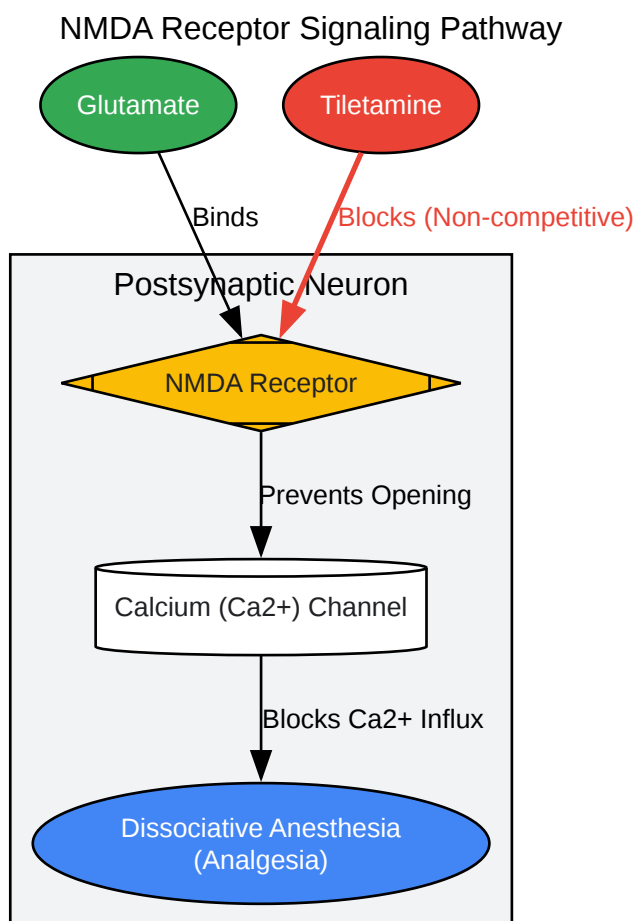 NMDA Receptor Signaling Pathway
Glutamate
Tiletamine
Binds
Blocks (Non-competitive)
Postsynaptic Neuron
NMDA Receptor
Prevents Opening
Calcium (Ca2+) Channel
Blocks Ca2+ Influx
Dissociative Anesthesia
(Analgesia)